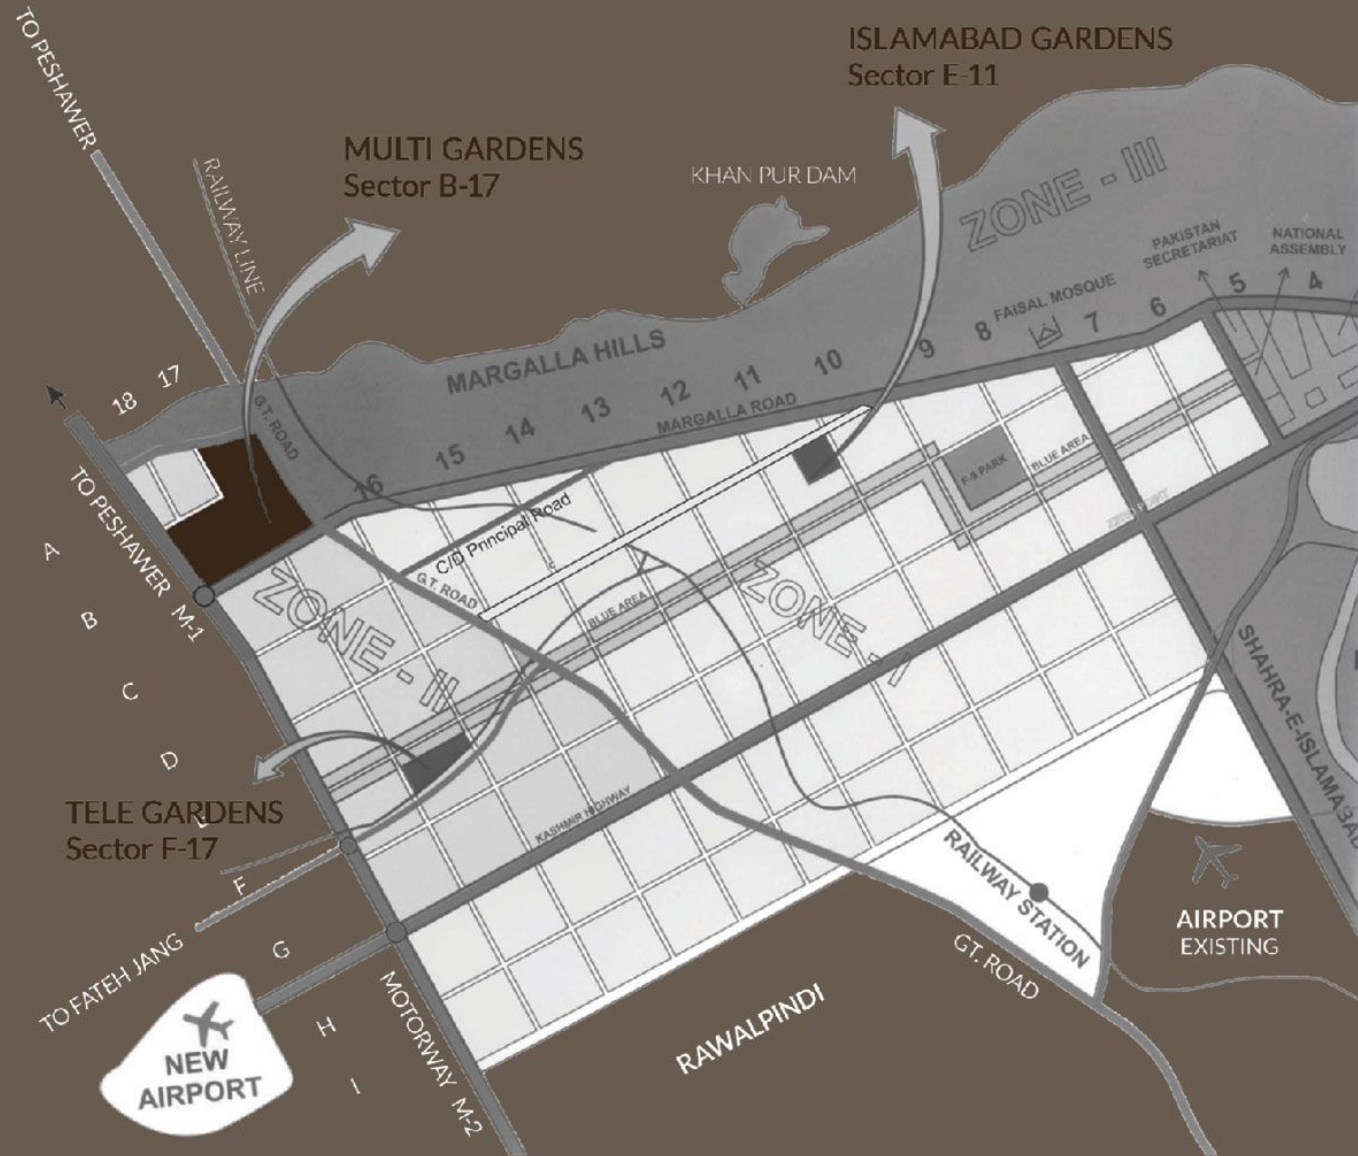 TO PESHAWER
RAILWAY LINE
MULTI GARDENS
Sector B-17
ISLAMABAD GARDENS
Sector E-11
KHAN PUR DAM
ZONE - III
PAKISTAN
SECRETARIAT
NATIONAL
ASSEMBLY
FAISAL MOSQUE
MARGALLA HILLS
MARGALLA ROAD
18
17
16
15
14
13
12
11
10
9
8
7
6
5
4
G.T. ROAD
TO PESHAWER M-1
C/D Principal Road
G.T. ROAD
C
BLUE AREA
F-9 PARK
BLUE AREA
ZONE - II
ZONE - I
A
B
C
D
TELE GARDENS
Sector F-17
F
G
H
I
KASHMIR HIGHWAY
SHAHRA-E-ISLAMABAD
RAILWAY STATION
GT. ROAD
AIRPORT
EXISTING
TO FATEH JANG
NEW
AIRPORT
MOTORWAY M-2
RAWALPINDI